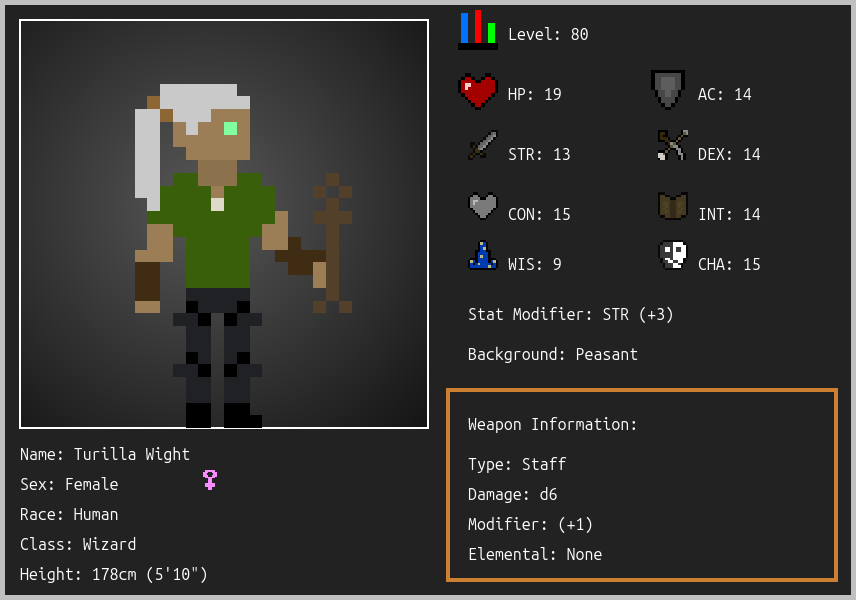 Level: 80
HP: 19
AC: 14
STR: 13
DEX: 14
CON: 15
INT: 14
WIS: 9
CHA: 15
Stat Modifier: STR (+3)
Background: Peasant
Weapon Information:
Type: Staff
Damage: d6
Modifier: (+1)
Elemental: None
Name: Turilla Wight
Sex: Female
Race: Human
Class: Wizard
Height: 178cm (5'10")